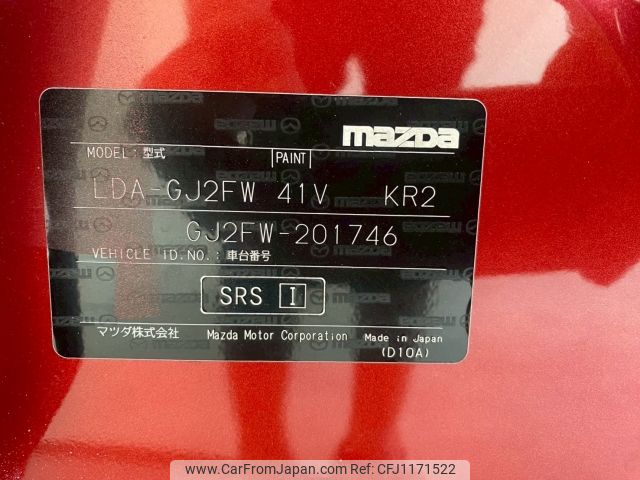 mazda
MODEL:型式 PAINT
LDA-GJ2FW 41V KR2
GJ2FW-201746
VEHICLE ID.NO.:車台番号
SRS I
マツダ株式会社 Mazda Motor Corporation Made in Japan
(D10A)
www.CarFromJapan.com | Ref: CFJ1171522